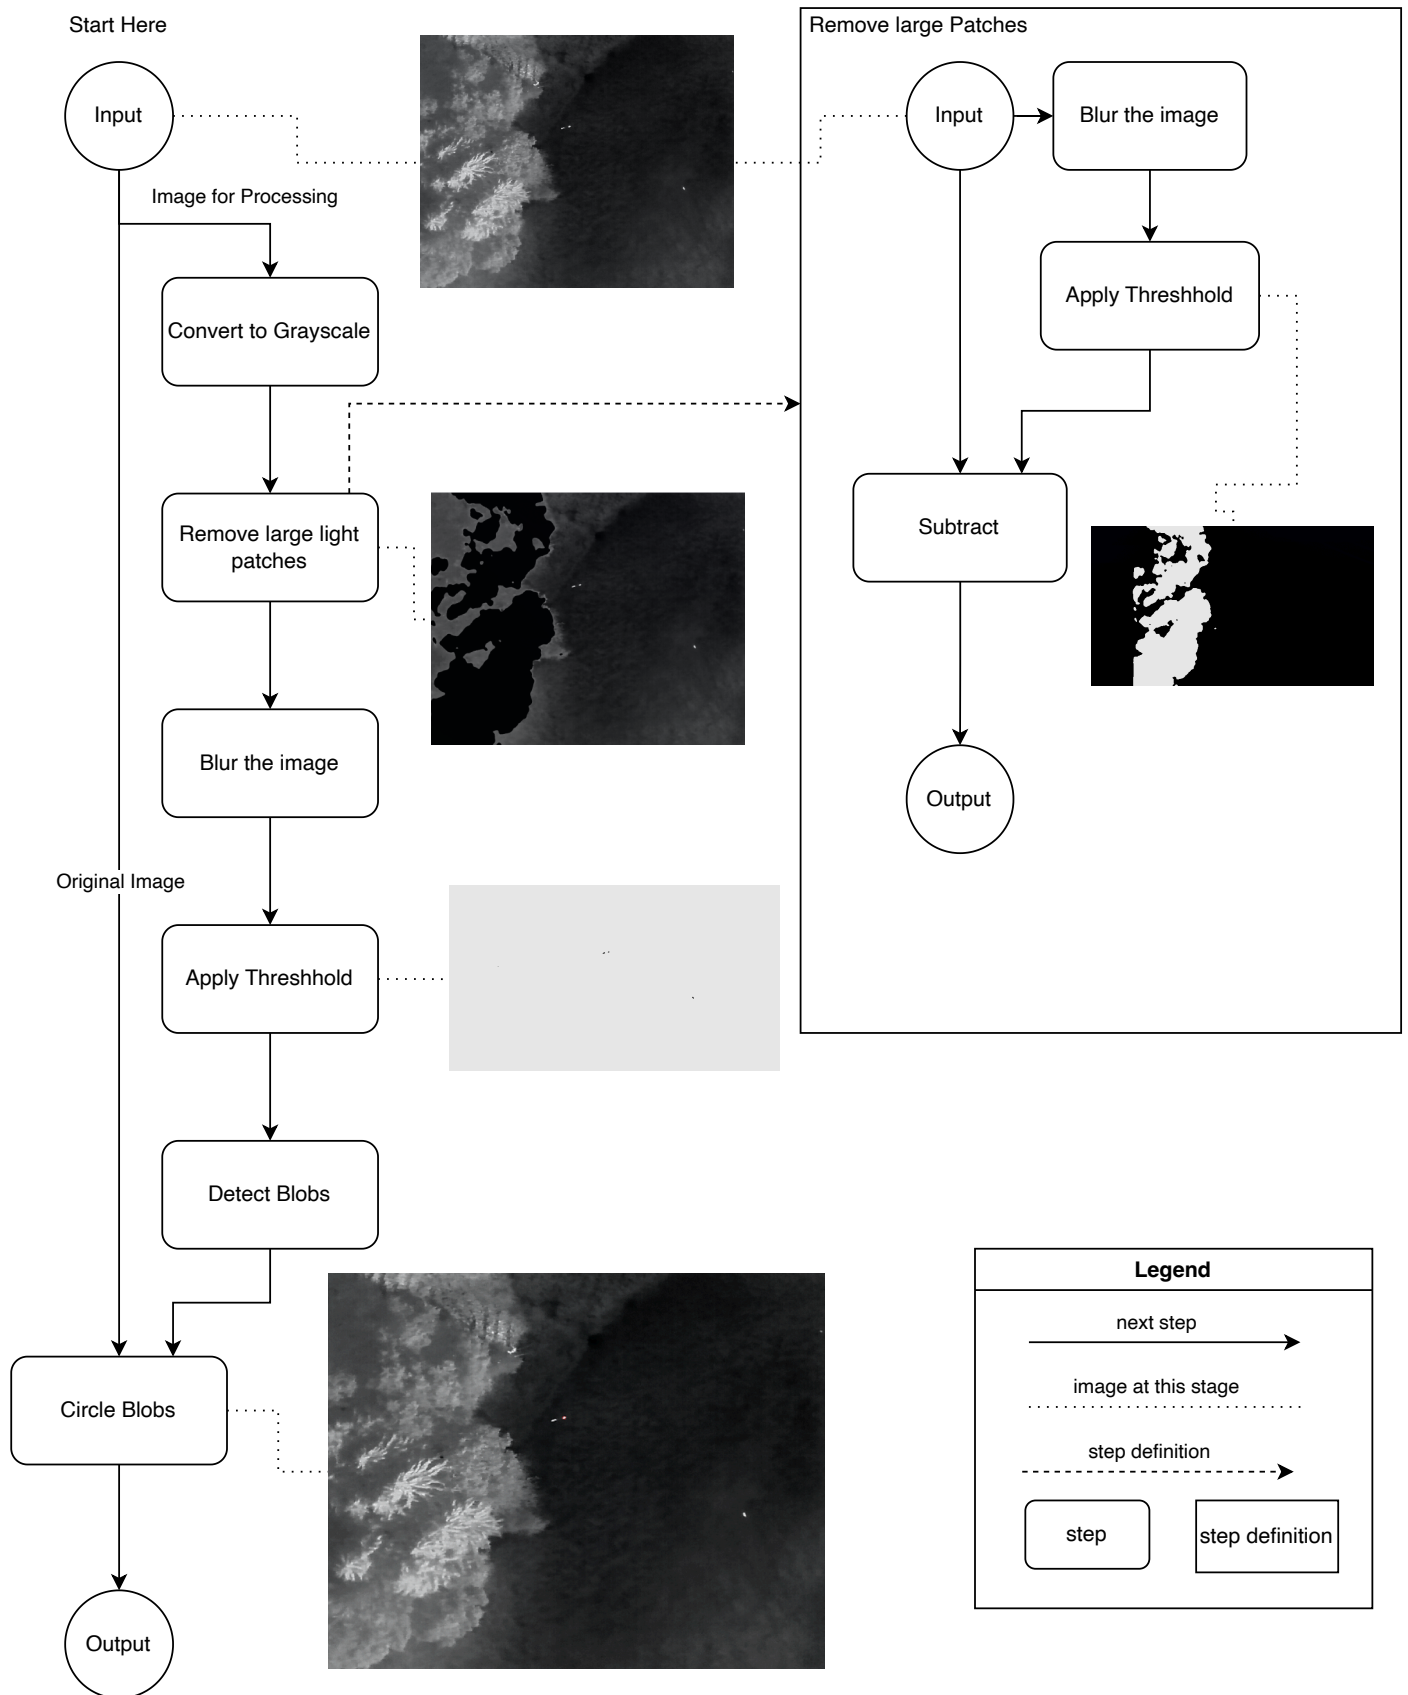 Start Here
Input
Image for Processing
Convert to Grayscale
Remove large light
patches
Blur the image
Original Image
Apply Threshhold
Detect Blobs
Circle Blobs
Output
Remove large Patches
Input
Blur the image
Apply Threshhold
Subtract
Output
Legend
next step
image at this stage
step definition
step
step definition